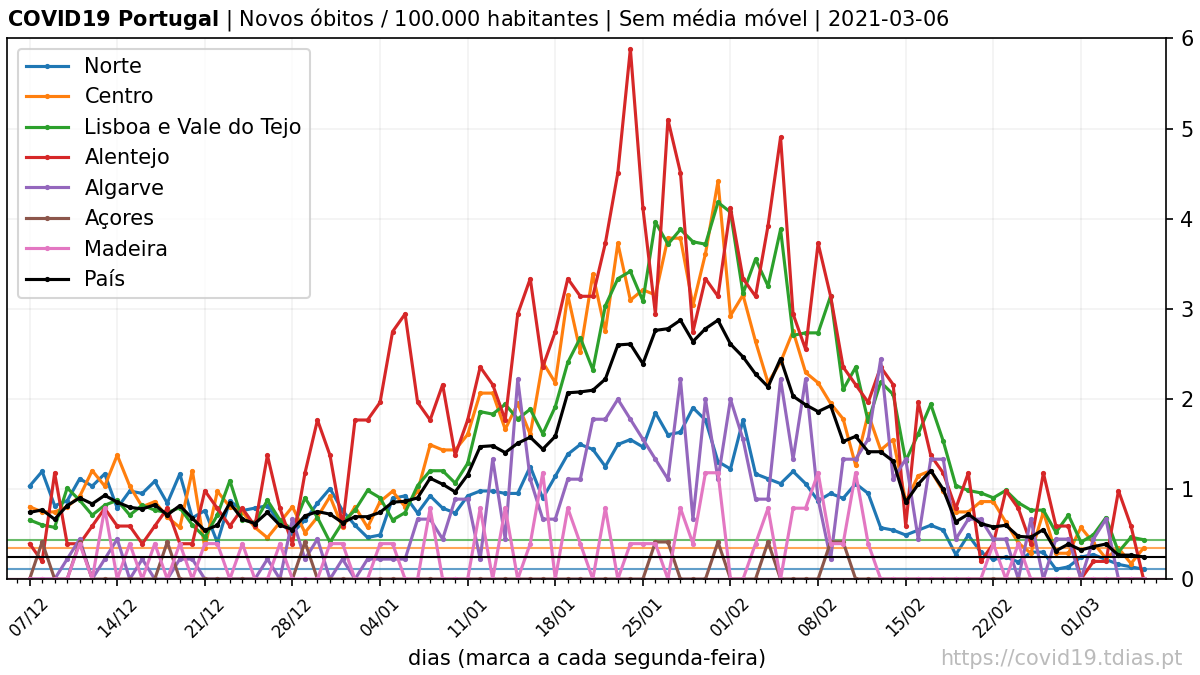 COVID19 Portugal | Novos óbitos / 100.000 habitantes | Sem média móvel | 2021-03-06
Norte
Centro
Lisboa e Vale do Tejo
Alentejo
Algarve
Açores
Madeira
País
6
5
4
3
2
1
0
07/12 14/12 21/12 28/12 04/01 11/01 18/01 25/01 01/02 08/02 15/02 22/02 01/03
dias (marca a cada segunda-feira)
https://covid19.tdias.pt